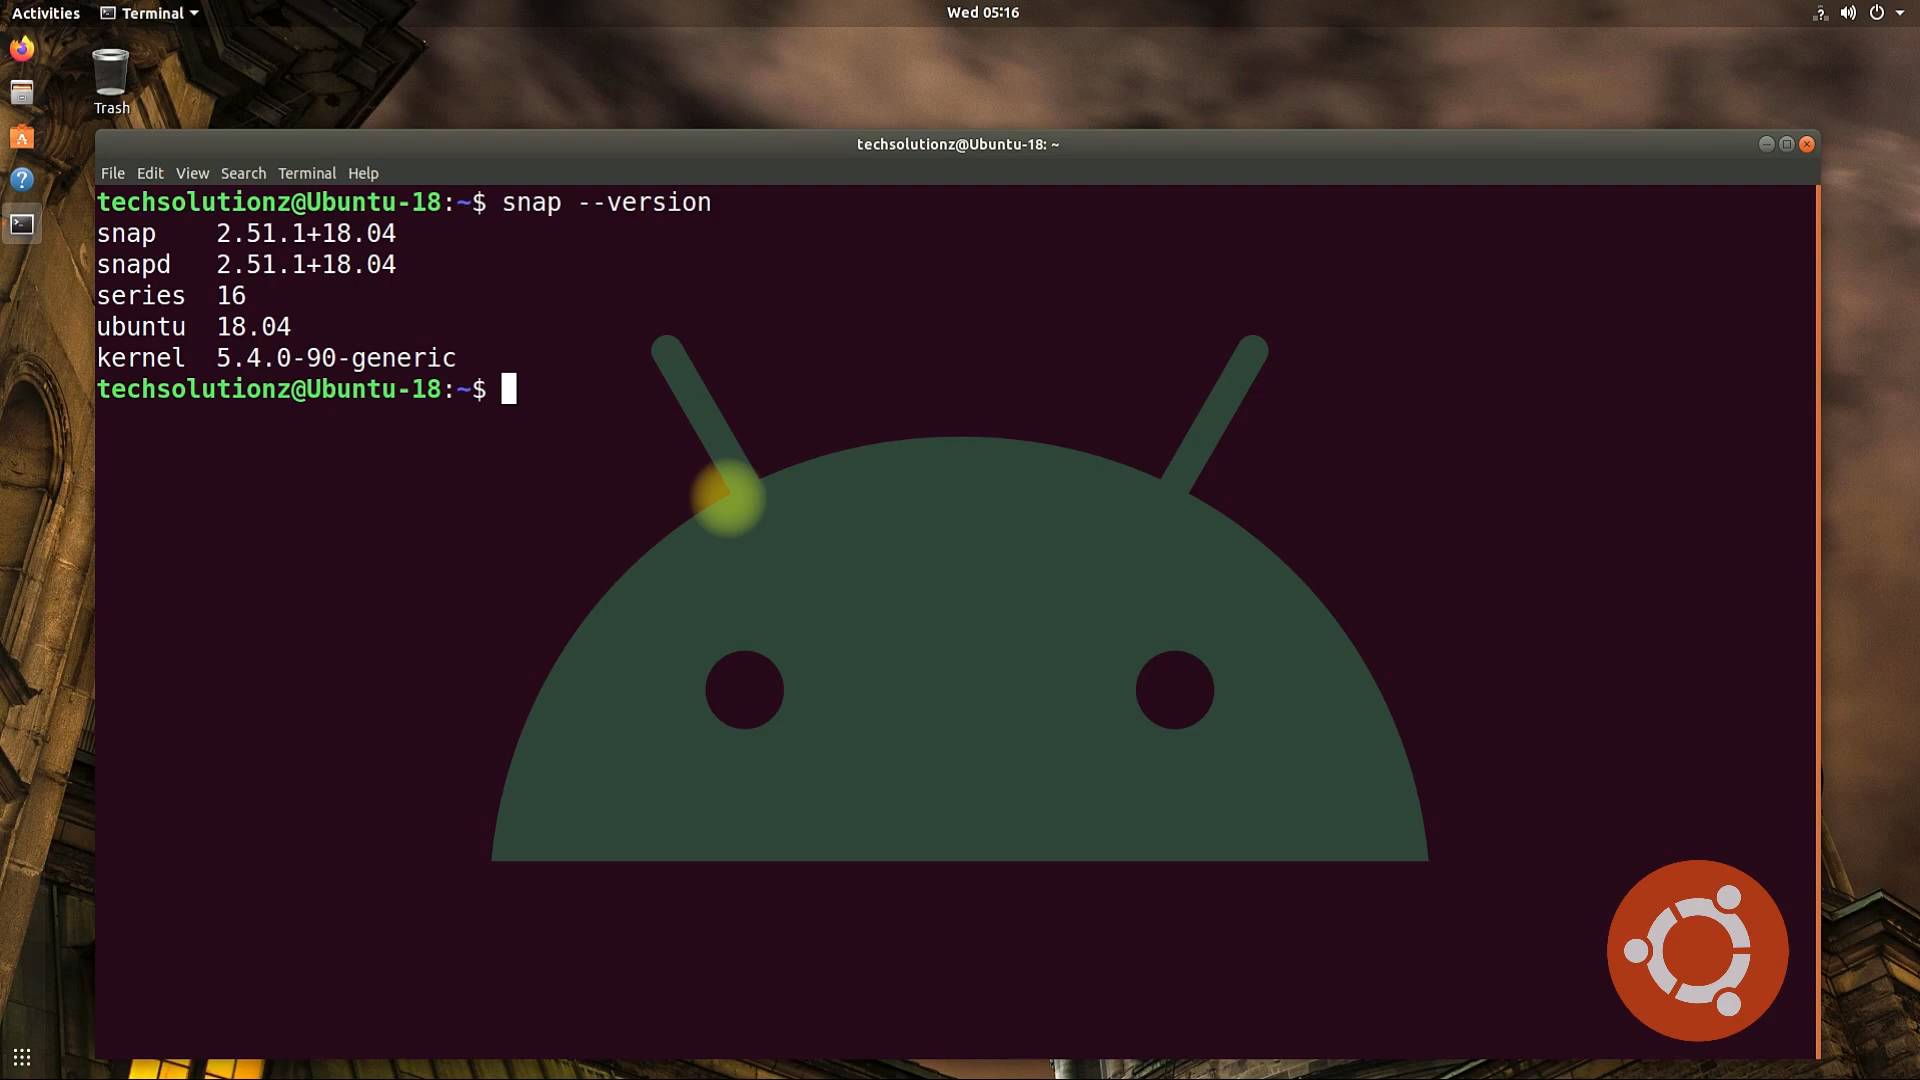 Activities Terminal Wed 05:16
Trash
techsolutionz@Ubuntu-18: ~
File Edit View Search Terminal Help
techsolutionz@Ubuntu-18:~$ snap --version
snap 2.51.1+18.04
snapd 2.51.1+18.04
series 16
ubuntu 18.04
kernel 5.4.0-90-generic
techsolutionz@Ubuntu-18:~$